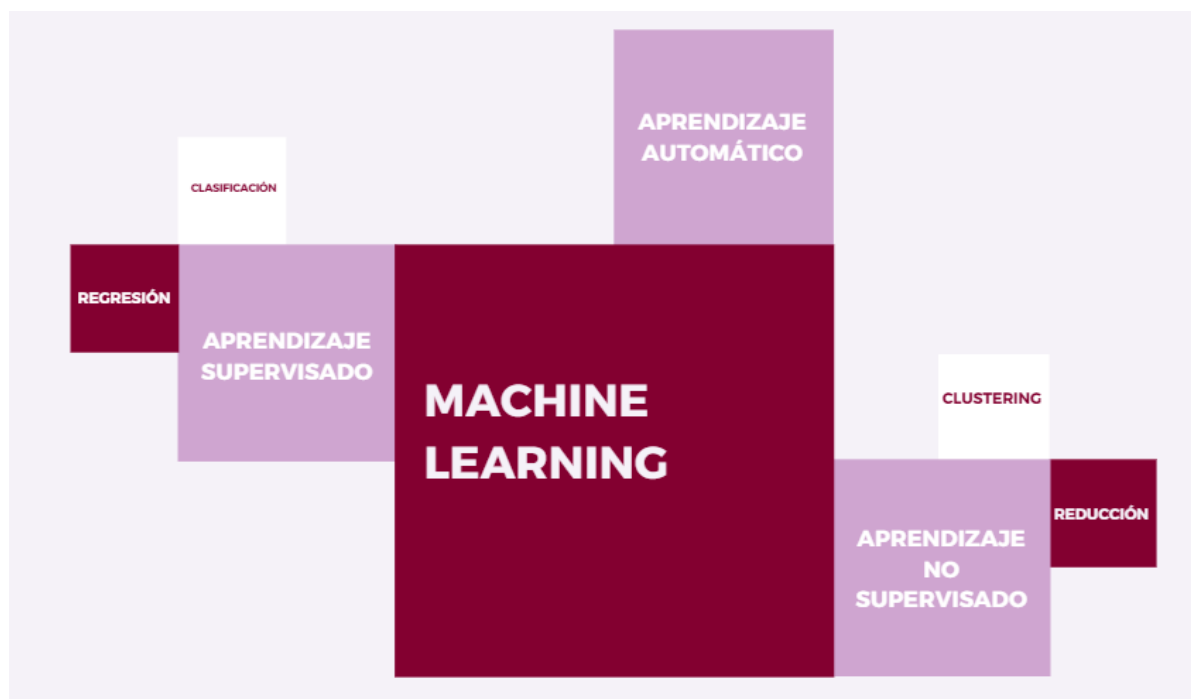 APRENDIZAJE
AUTOMÁTICO
CLASIFICACIÓN
REGRESIÓN
APRENDIZAJE
SUPERVISADO
MACHINE
LEARNING
CLUSTERING
REDUCCIÓN
APRENDIZAJE
NO
SUPERVISADO